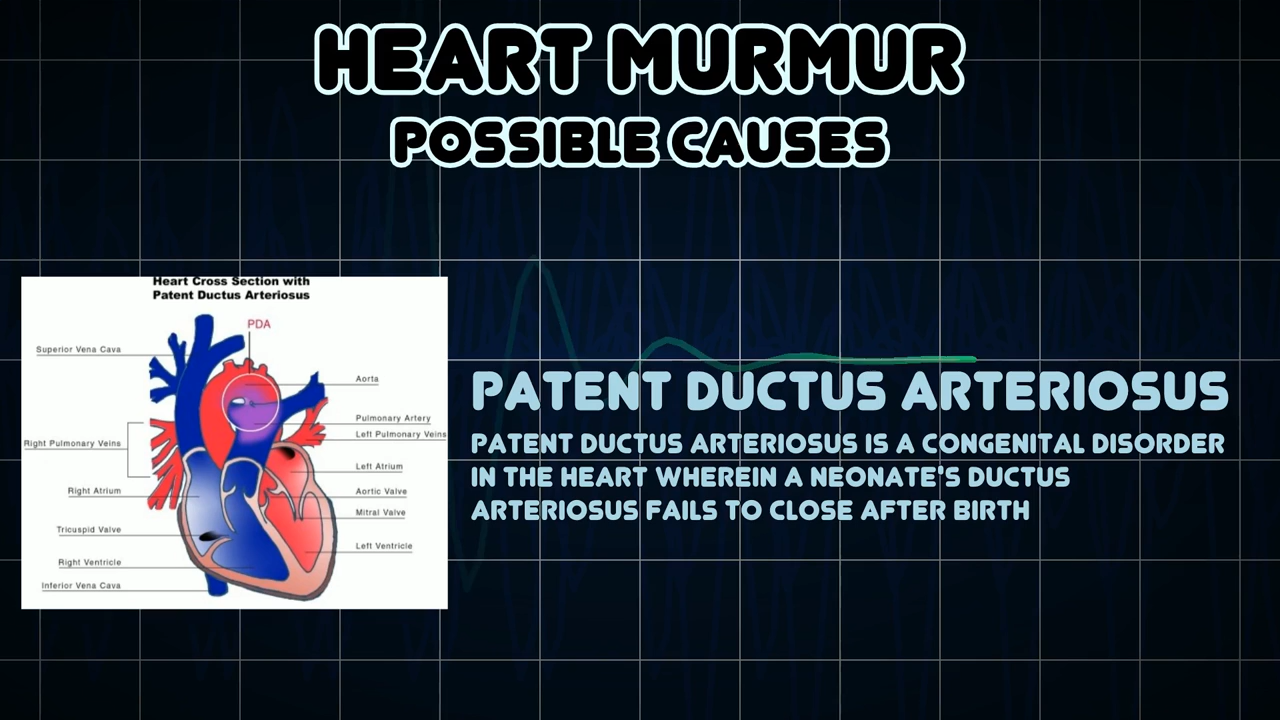 HEART MURMUR
POSSIBLE CAUSES
Heart Cross Section with
Patent Ductus Arteriosus
PDA
Superior Vena Cava
Aorta
Pulmonary Artery
Left Pulmonary Veins
Right Pulmonary Veins
Left Atrium
Right Atrium
Aortic Valve
Mitral Valve
Tricuspid Valve
Left Ventricle
Right Ventricle
Inferior Vena Cava
PATENT DUCTUS ARTERIOSUS
PATENT DUCTUS ARTERIOSUS IS A CONGENITAL DISORDER
IN THE HEART WHEREIN A NEONATE'S DUCTUS
ARTERIOSUS FAILS TO CLOSE AFTER BIRTH